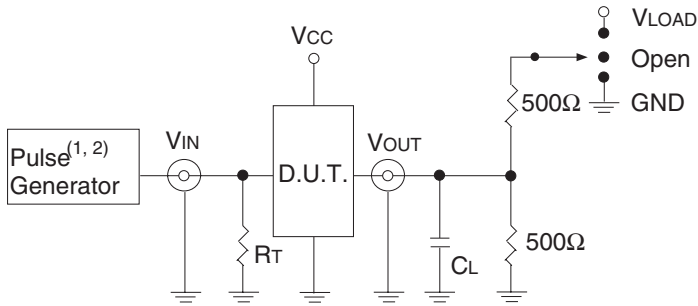 VLOAD
VCC
Open
500Ω
GND
Pulse(1, 2)
Generator
VIN
D.U.T.
VOUT
RT
CL
500Ω